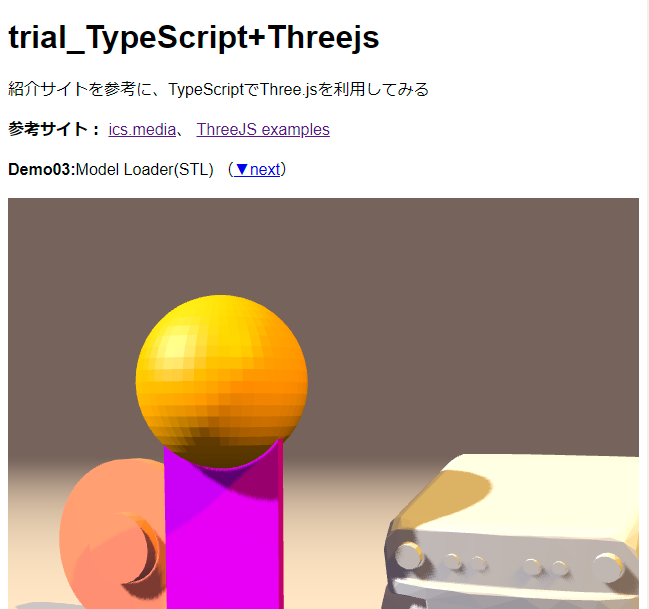 trial_TypeScript+Threejs
紹介サイトを参考に、TypeScriptでThree.jsを利用してみる
参考サイト： ics.media、 ThreeJS examples
Demo03:Model Loader(STL) （▼next）